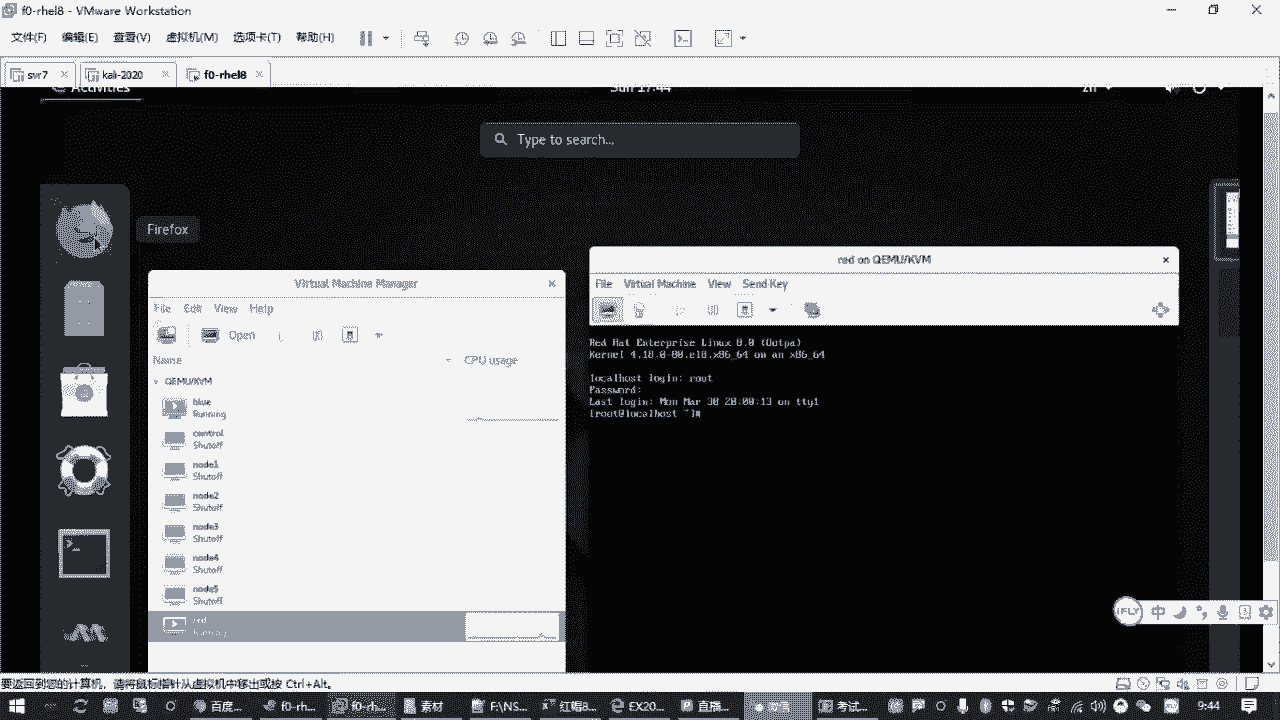 f0-rhel8 - VMware Workstation
文件(F) 编辑(E) 查看(V) 虚拟机(M) 选项卡(T) 帮助(H)
svr7 kali-2020 f0-rhel8
Activities Sun 17:44 zh
Type to search...
Firefox
red on QEMU/KVM
File Virtual Machine View Send Key
Virtual Machine Manager
File Edit View Help
Open
Name CPU usage
QEMU/KVM
blue
Running
control
Shutoff
node1
Shutoff
node2
Shutoff
node3
Shutoff
node4
Shutoff
node5
Shutoff
red
Running
Red Hat Enterprise Linux 8.0 (Ootpa)
Kernel 4.18.0-80.el8.x86_64 on an x86_64
localhost login: root
Password:
Last login: Mon Mar 30 20:00:13 on tty1
[root@localhost ~]#
iFLY 中
要返回到您的计算机，请将鼠标指针从虚拟机中移出或按 Ctrl+Alt。
百度... f0-rh... f0-rh... 素材 EX20... 直播... 考试... 9:44